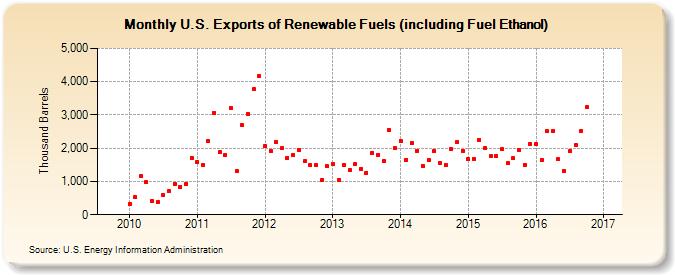 Monthly U.S. Exports of Renewable Fuels (including Fuel Ethanol)
Thousand Barrels
5,000
4,000
3,000
2,000
1,000
0
2010 2011 2012 2013 2014 2015 2016 2017
Source: U.S. Energy Information Administration